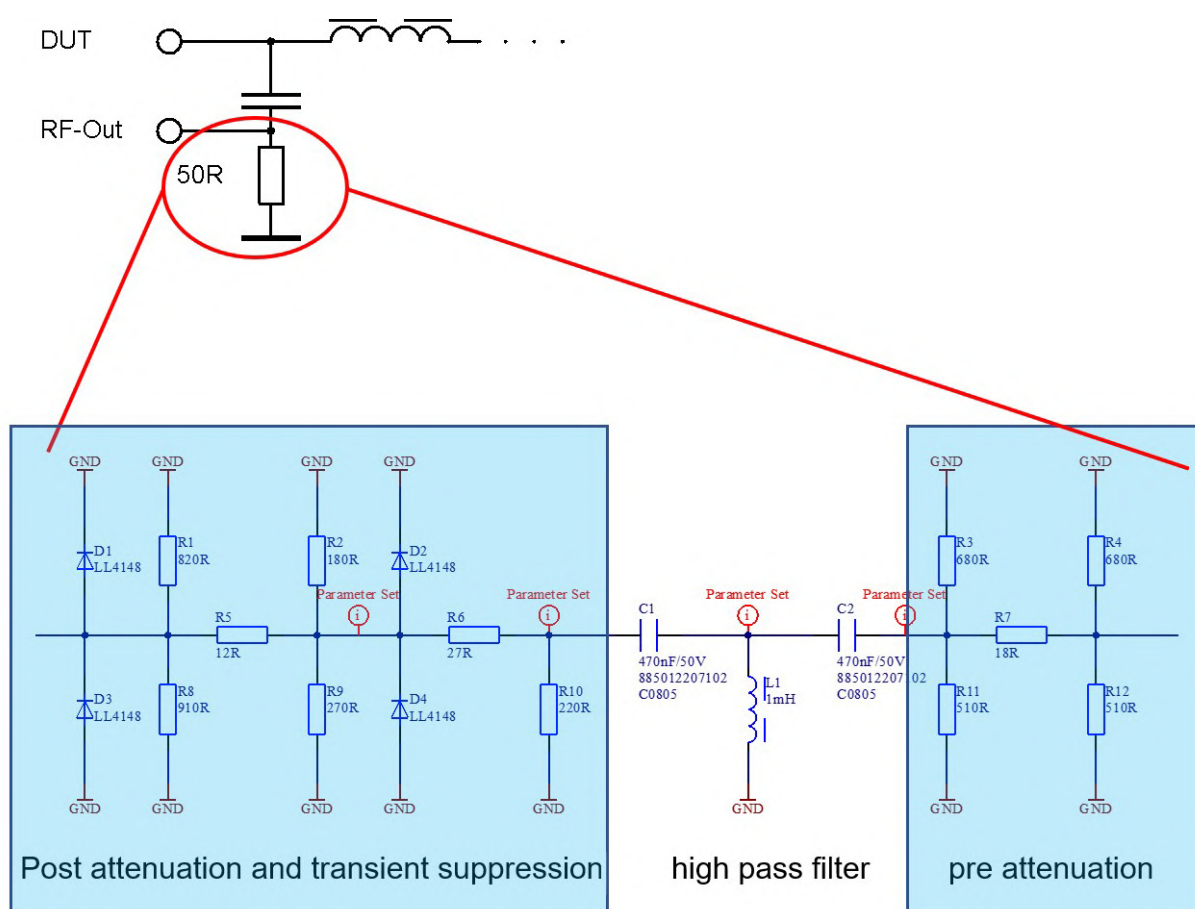 DUT
RF-Out
50R
GND
GND
GND
GND
GND
GND
D1
LL4148
R1
820R
R2
180R
D2
LL4148
R3
680R
R4
680R
Parameter Set
Parameter Set
Parameter Set
Parameter Set
i
i
i
i
R5
12R
R6
27R
C1
470nF/50V
885012207102
C0805
C2
470nF/50V
885012207102
C0805
R7
18R
D3
LL4148
R8
910R
R9
270R
D4
LL4148
R10
220R
L1
1mH
R11
510R
R12
510R
GND
GND
GND
GND
GND
GND
GND
GND
Post attenuation and transient suppression
high pass filter
pre attenuation